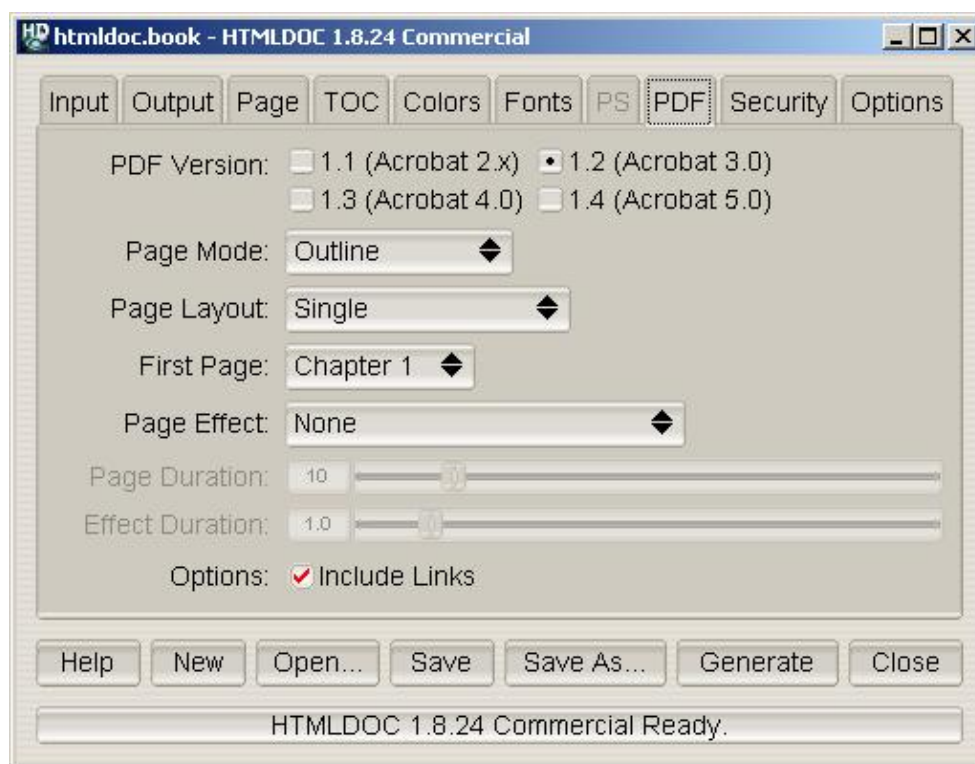 htmldoc.book - HTMLDOC 1.8.24 Commercial
Input Output Page TOC Colors Fonts PS PDF Security Options
PDF Version: 1.1 (Acrobat 2.x) 1.2 (Acrobat 3.0)
1.3 (Acrobat 4.0) 1.4 (Acrobat 5.0)
Page Mode: Outline
Page Layout: Single
First Page: Chapter 1
Page Effect: None
Page Duration: 10
Effect Duration: 1.0
Options: Include Links
Help New Open... Save Save As... Generate Close
HTMLDOC 1.8.24 Commercial Ready.